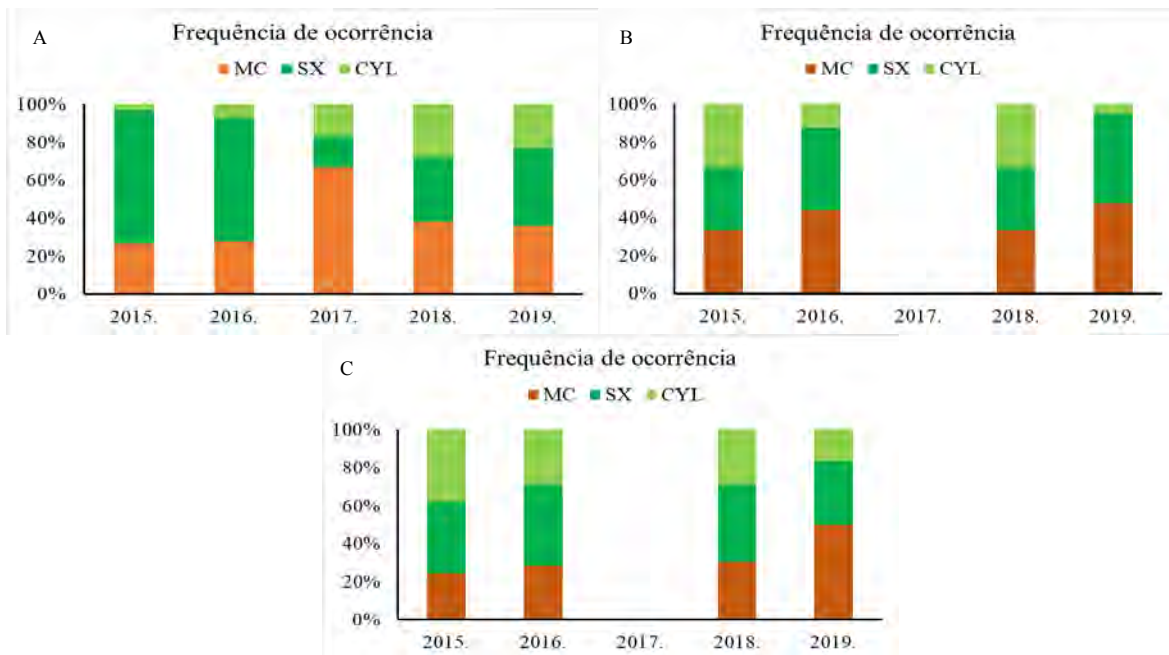 A
Frequência de ocorrência
MC SX CYL
100%
80%
60%
40%
20%
0%
2015. 2016. 2017. 2018. 2019.
B
Frequência de ocorrência
MC SX CYL
100%
80%
60%
40%
20%
0%
2015. 2016. 2017. 2018. 2019.
C
Frequência de ocorrência
MC SX CYL
100%
80%
60%
40%
20%
0%
2015. 2016. 2017. 2018. 2019.